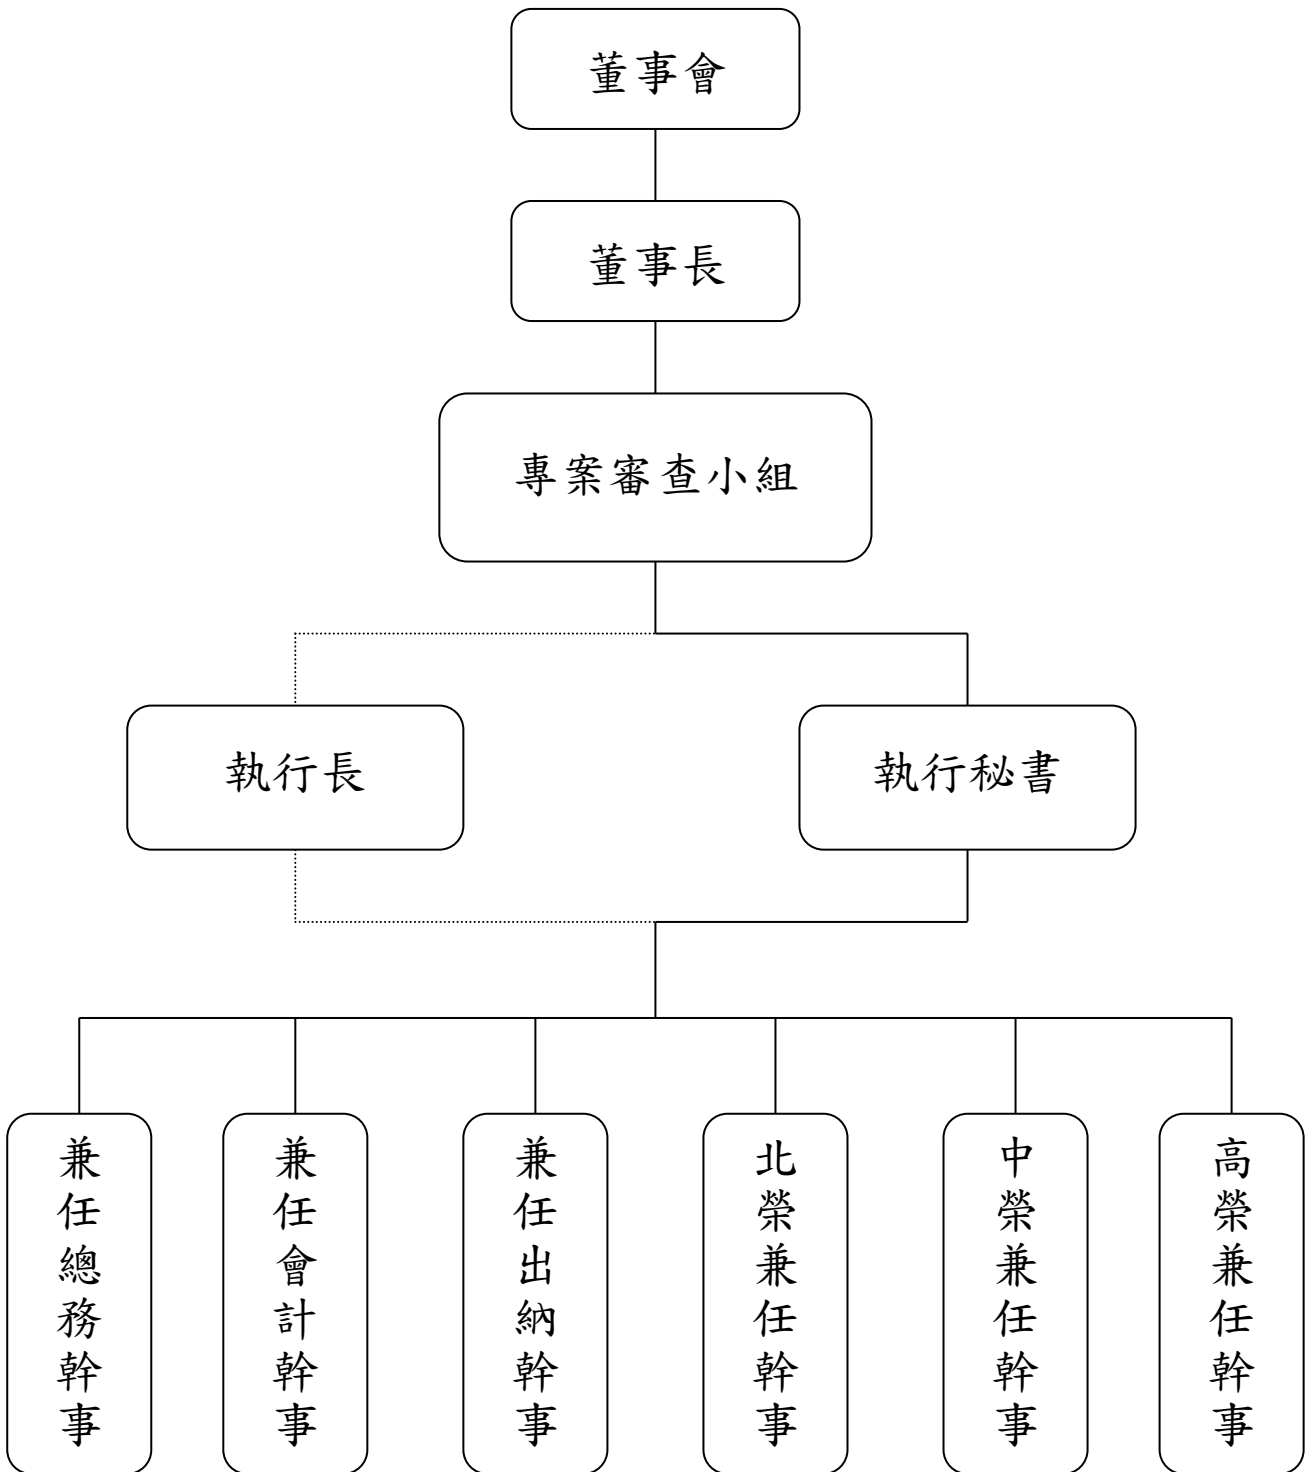 董事會
董事長
專案審查小組
執行長
執行秘書
兼任總務幹事
兼任會計幹事
兼任出納幹事
北榮兼任幹事
中榮兼任幹事
高榮兼任幹事